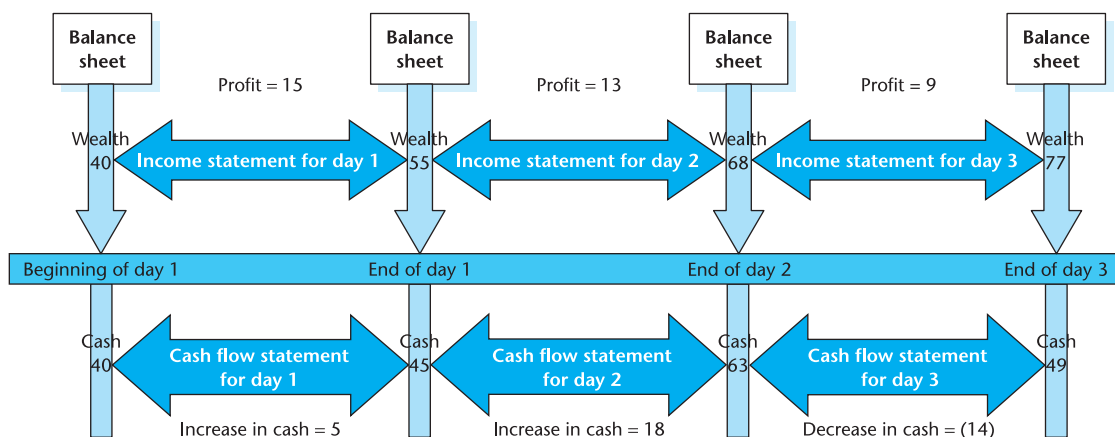 Balance
sheet
Balance
sheet
Balance
sheet
Balance
sheet
Profit = 15
Profit = 13
Profit = 9
Wealth
40
Income statement for day 1
Wealth
55
Income statement for day 2
Wealth
68
Income statement for day 3
Wealth
77
Beginning of day 1
End of day 1
End of day 2
End of day 3
Cash
40
Cash flow statement
for day 1
Cash
45
Cash flow statement
for day 2
Cash
63
Cash flow statement
for day 3
Cash
49
Increase in cash = 5
Increase in cash = 18
Decrease in cash = (14)